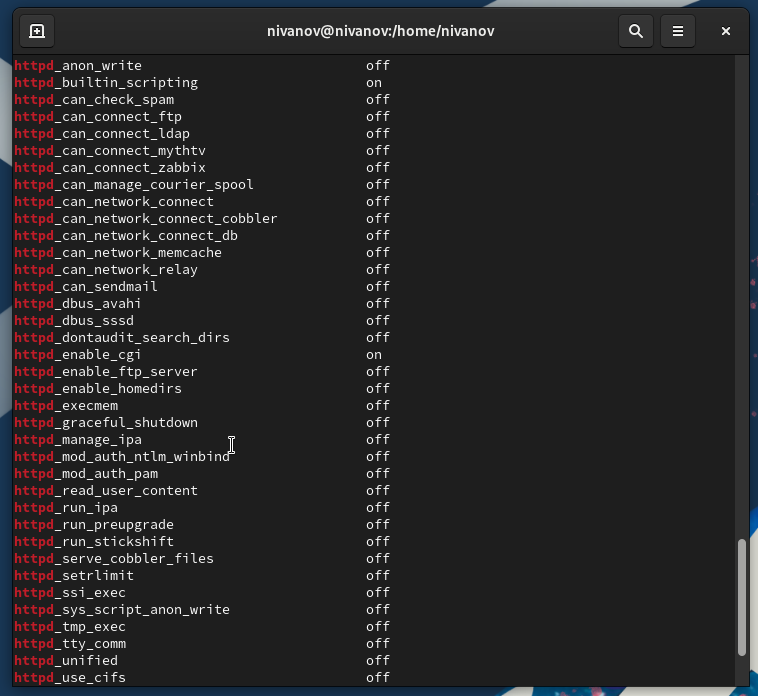 nivanov@nivanov:/home/nivanov
httpd_anon_write off
httpd_builtin_scripting on
httpd_can_check_spam off
httpd_can_connect_ftp off
httpd_can_connect_ldap off
httpd_can_connect_mythtv off
httpd_can_connect_zabbix off
httpd_can_manage_courier_spool off
httpd_can_network_connect off
httpd_can_network_connect_cobbler off
httpd_can_network_connect_db off
httpd_can_network_memcache off
httpd_can_network_relay off
httpd_can_sendmail off
httpd_dbus_avahi off
httpd_dbus_sssd off
httpd_dontaudit_search_dirs off
httpd_enable_cgi on
httpd_enable_ftp_server off
httpd_enable_homedirs off
httpd_execmem off
httpd_graceful_shutdown off
httpd_manage_ipa off
httpd_mod_auth_ntlm_winbind off
httpd_mod_auth_pam off
httpd_read_user_content off
httpd_run_ipa off
httpd_run_preupgrade off
httpd_run_stickshift off
httpd_serve_cobbler_files off
httpd_setrlimit off
httpd_ssi_exec off
httpd_sys_script_anon_write off
httpd_tmp_exec off
httpd_tty_comm off
httpd_unified off
httpd_use_cifs off